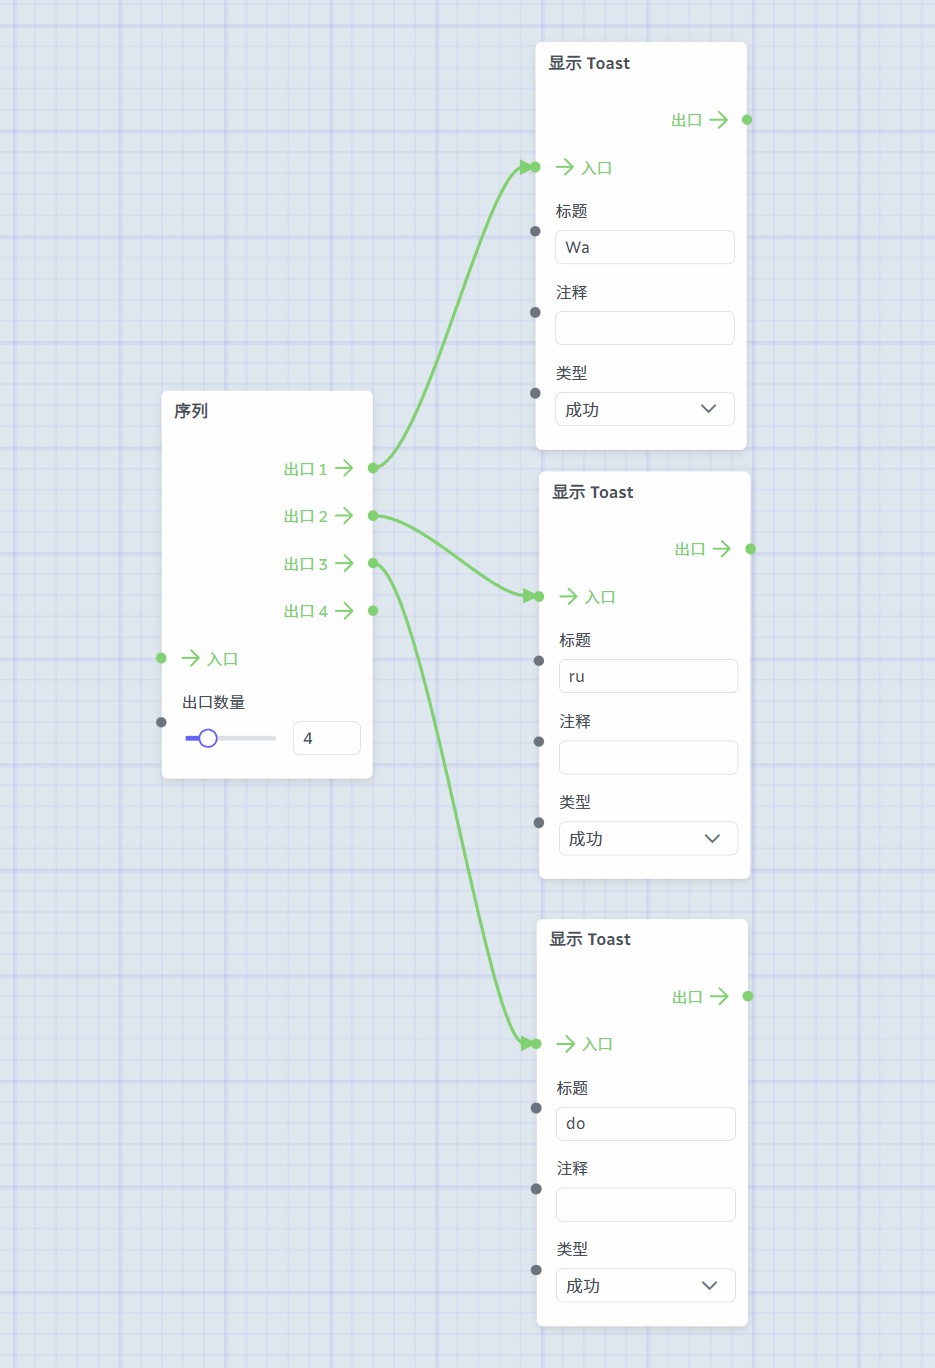 显示 Toast
出口
入口
标题
Wa
注释
类型
成功
序列
出口 1
出口 2
出口 3
出口 4
入口
出口数量
4
显示 Toast
出口
入口
标题
ru
注释
类型
成功
显示 Toast
出口
入口
标题
do
注释
类型
成功